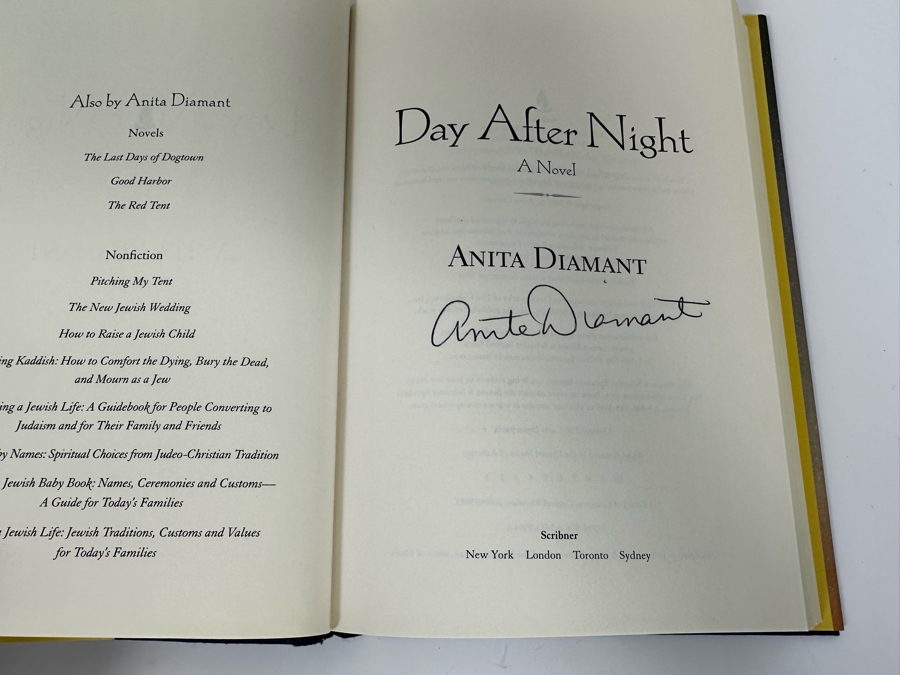 Also by Anita Diamant
Novels
The Last Days of Dogtown
Good Harbor
The Red Tent
Nonfiction
Pitching My Tent
The New Jewish Wedding
How to Raise a Jewish Child
Kaddish: How to Comfort the Dying, Bury the Dead,
and Mourn as a Jew
a Jewish Life: A Guidebook for People Converting to
Judaism and for Their Family and Friends
Names: Spiritual Choices from Judeo-Christian Tradition
Jewish Baby Book: Names, Ceremonies and Customs—
A Guide for Today's Families
Jewish Life: Jewish Traditions, Customs and Values
for Today's Families
Day After Night
A Novel
Anita Diamant
Anita Diamant
Scribner
New York London Toronto Sydney